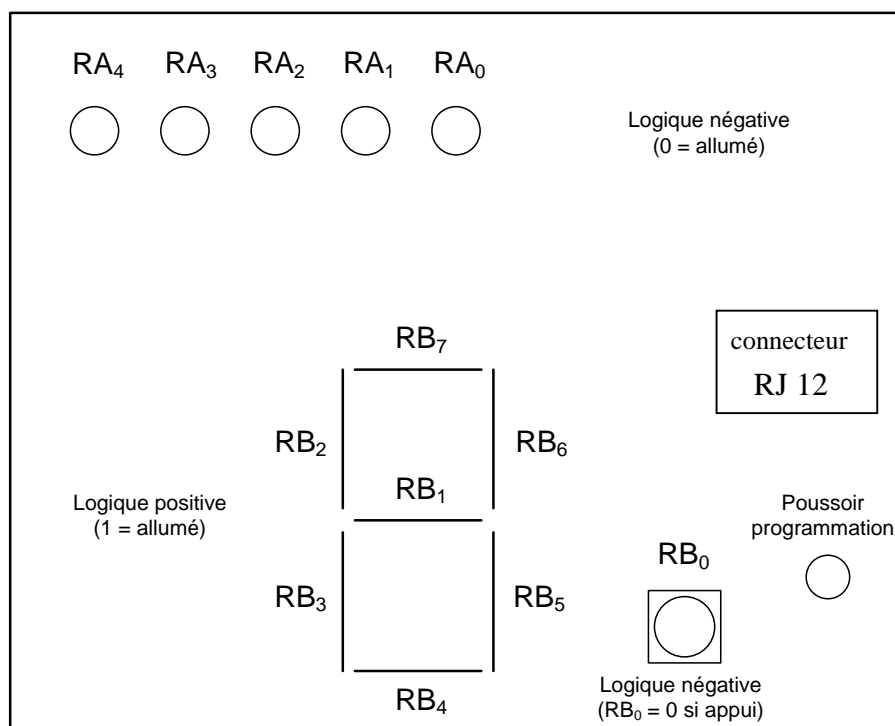 RA₄ RA₃ RA₂ RA₁ RA₀
Logique négative
(0 = allumé)
connecteur
RJ 12
RB₇
RB₂
RB₆
RB₁
Logique positive
(1 = allumé)
Poussoir
programmation
RB₀
RB₃
RB₅
RB₄
Logique négative
(RB₀ = 0 si appui)